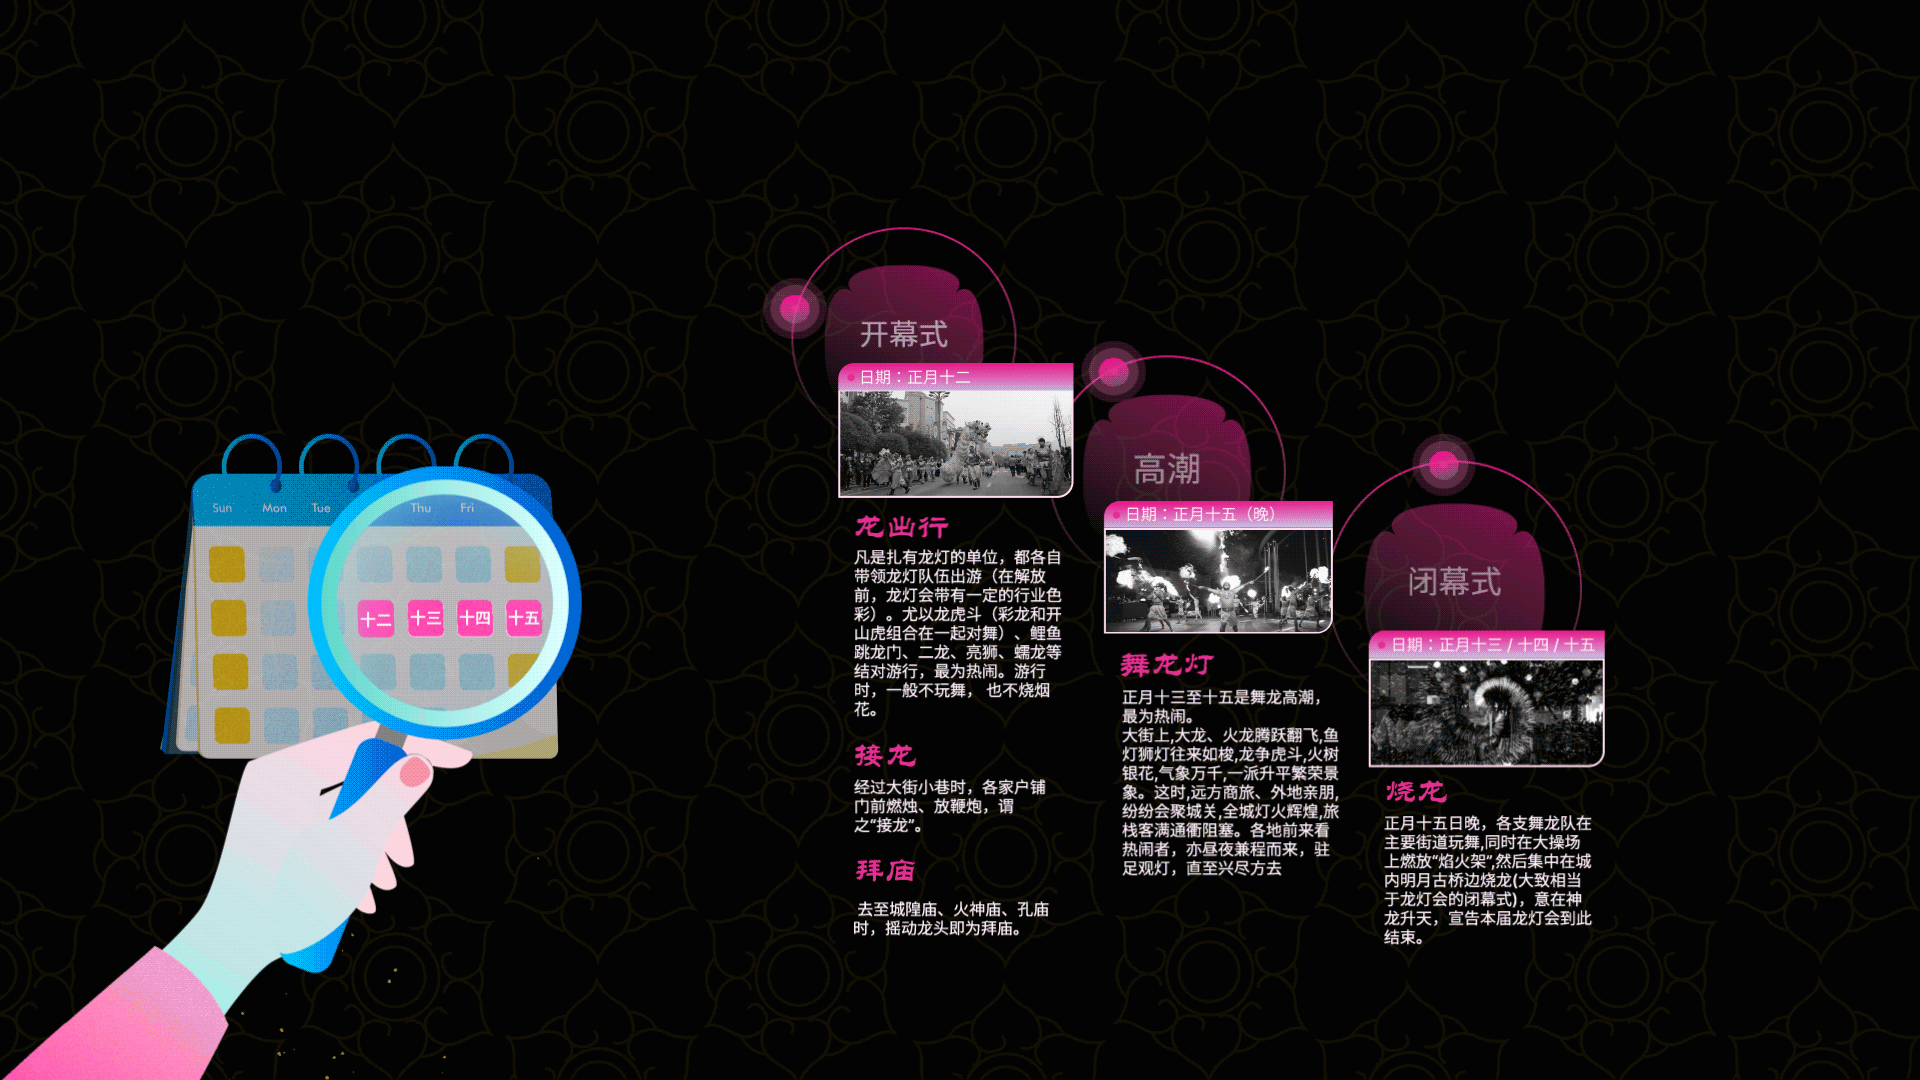 Sun Mon Tue Thu Fri
十二 十三 十四 十五
开幕式
日期：正月十二
龙出行
凡是扎有龙灯的单位，都各自
带领龙灯队伍出游（在解放
前，龙灯会带有一定的行业色
彩）。尤以龙虎斗（彩龙和开
山虎组合在一起对舞）、鲤鱼
跳龙门、二龙、亮狮、蠕龙等
结对游行，最为热闹。游行
时，一般不玩舞， 也不烧烟
花。
接龙
经过大街小巷时，各家户铺
门前燃烛、放鞭炮，谓
之“接龙”。
拜庙
去至城隍庙、火神庙、孔庙
时，摇动龙头即为拜庙。
高潮
日期：正月十五（晚）
舞龙灯
正月十三至十五是舞龙高潮，
最为热闹。
大街上,大龙、火龙腾跃翻飞,鱼
灯狮灯往来如梭,龙争虎斗,火树
银花,气象万千,一派升平繁荣景
象。这时,远方商旅、外地亲朋,
纷纷会聚城关,全城灯火辉煌,旅
栈客满通衢阻塞。各地前来看
热闹者，亦昼夜兼程而来，驻
足观灯，直至兴尽方去
闭幕式
日期：正月十三 / 十四 / 十五
烧龙
正月十五日晚，各支舞龙队在
主要街道玩舞,同时在大操场
上燃放“焰火架”,然后集中在城
内明月古桥边烧龙(大致相当
于龙灯会的闭幕式)，意在神
龙升天，宣告本届龙灯会到此
结束。